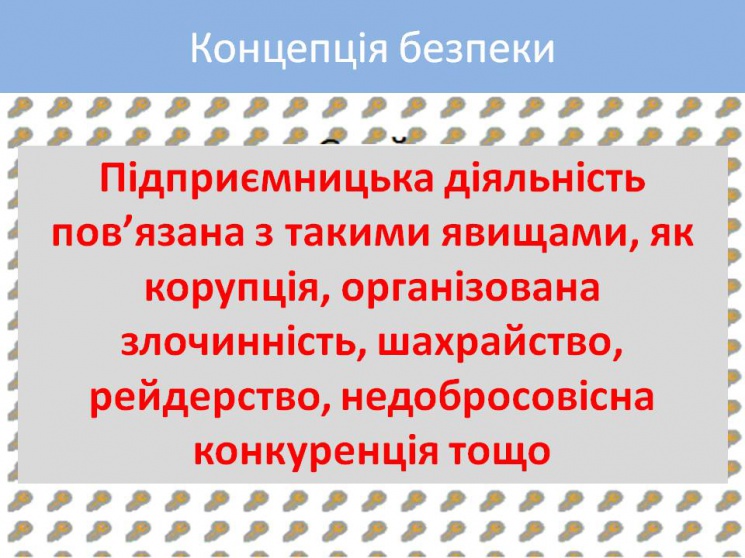 Концепція безпеки
Підприємницька діяльність
пов’язана з такими явищами, як
корупція, організована
злочинність, шахрайство,
рейдерство, недобросовісна
конкуренція тощо